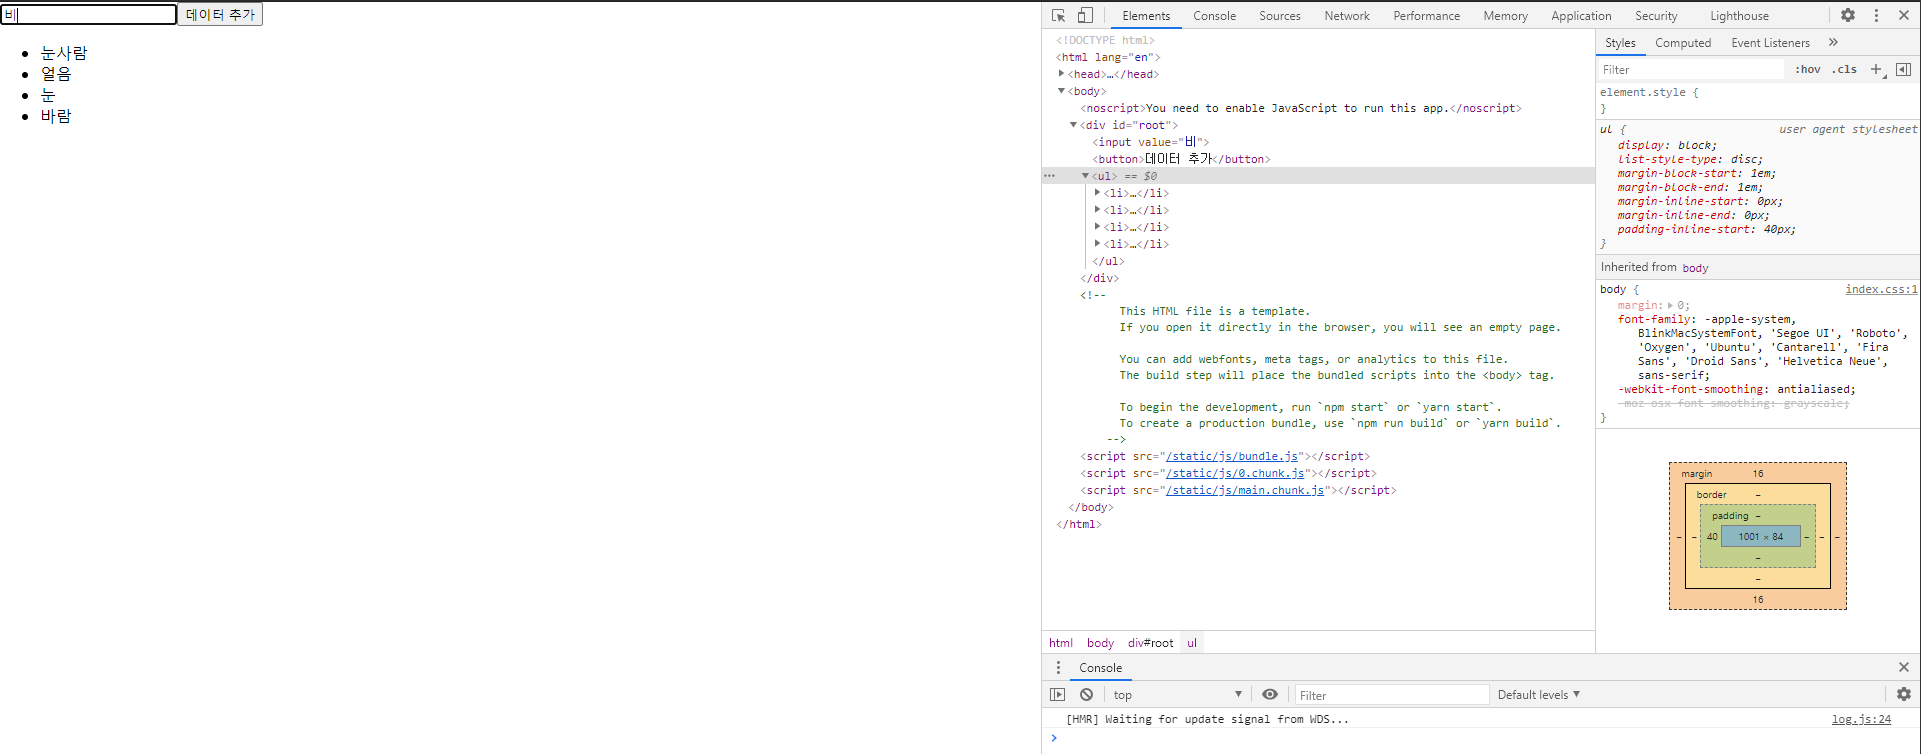 비 데이터 추가
눈사람
얼음
눈
바람
Elements Console Sources Network Performance Memory Application Security Lighthouse
<!DOCTYPE html>
<html lang="en">
<head>…</head>
<body>
<noscript>You need to enable JavaScript to run this app.</noscript>
<div id="root">
<input value="비">
<button>데이터 추가</button>
<ul> == $0
<li>…</li>
<li>…</li>
<li>…</li>
<li>…</li>
</ul>
</div>
<!--
This HTML file is a template.
If you open it directly in the browser, you will see an empty page.
You can add webfonts, meta tags, or analytics to this file.
The build step will place the bundled scripts into the <body> tag.
To begin the development, run `npm start` or `yarn start`.
To create a production bundle, use `npm run build` or `yarn build`.
-->
<script src="/static/js/bundle.js"></script>
<script src="/static/js/0.chunk.js"></script>
<script src="/static/js/main.chunk.js"></script>
</body>
</html>
html body div#root ul
Styles Computed Event Listeners »
Filter :hov .cls +
element.style {
}
ul { user agent stylesheet
display: block;
list-style-type: disc;
margin-block-start: 1em;
margin-block-end: 1em;
margin-inline-start: 0px;
margin-inline-end: 0px;
padding-inline-start: 40px;
}
Inherited from body
body { index.css:1
margin: 0;
font-family: -apple-system,
BlinkMacSystemFont, 'Segoe UI', 'Roboto',
'Oxygen', 'Ubuntu', 'Cantarell', 'Fira
Sans', 'Droid Sans', 'Helvetica Neue',
sans-serif;
-webkit-font-smoothing: antialiased;
-moz-osx-font-smoothing: grayscale;
}
margin 16
border –
padding –
– – 40 1001 × 84 – – –
–
–
16
Console
top Filter Default levels
[HMR] Waiting for update signal from WDS... log.js:24